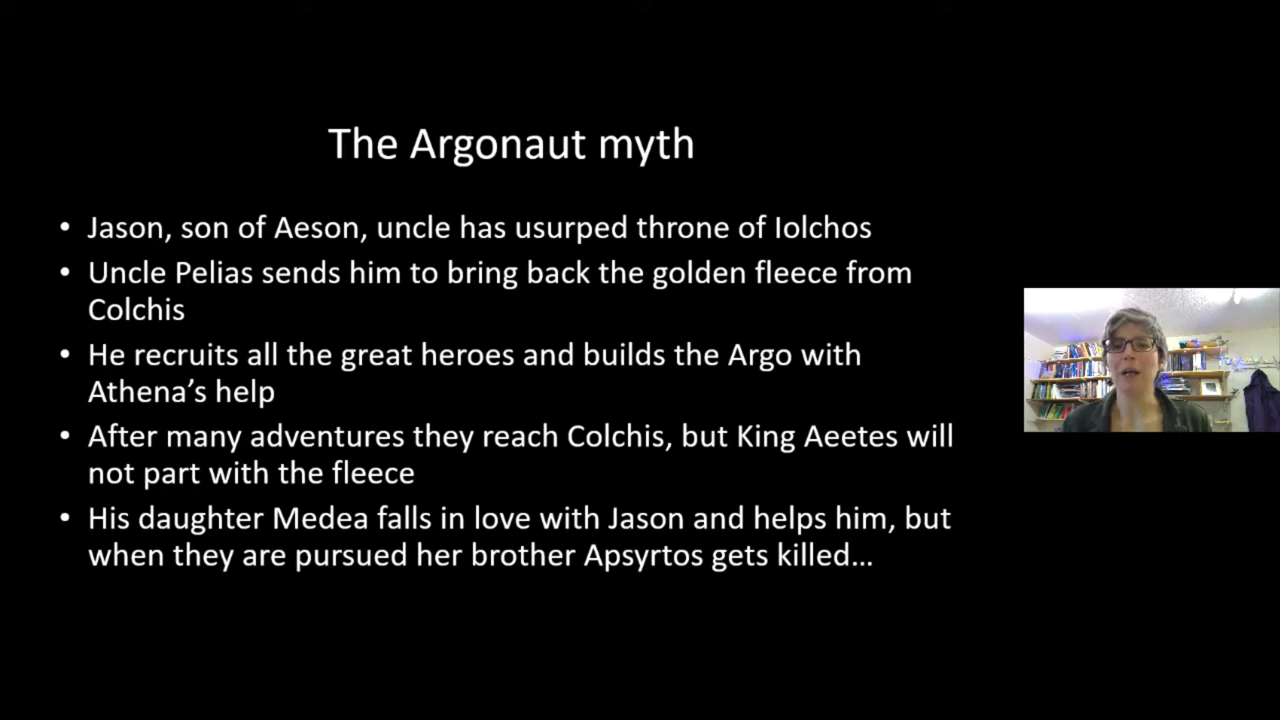 The Argonaut myth
• Jason, son of Aeson, uncle has usurped throne of Iolchos
• Uncle Pelias sends him to bring back the golden fleece from
Colchis
• He recruits all the great heroes and builds the Argo with
Athena’s help
• After many adventures they reach Colchis, but King Aeetes will
not part with the fleece
• His daughter Medea falls in love with Jason and helps him, but
when they are pursued her brother Apsyrtos gets killed…